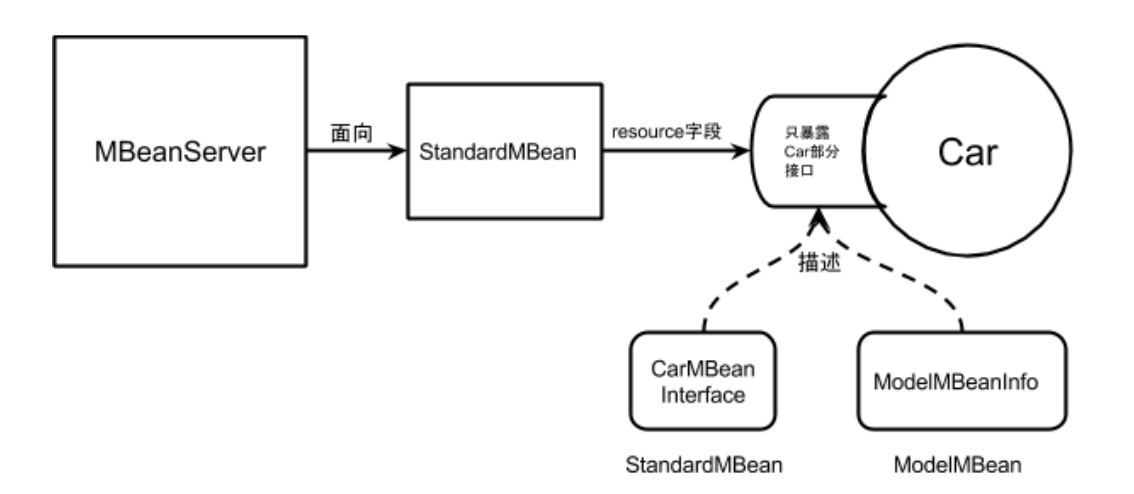 MBeanServer
面向
StandardMBean
resource字段
只暴露
Car部分
接口
Car
描述
CarMBean
Interface
ModelMBeanInfo
StandardMBean
ModelMBean